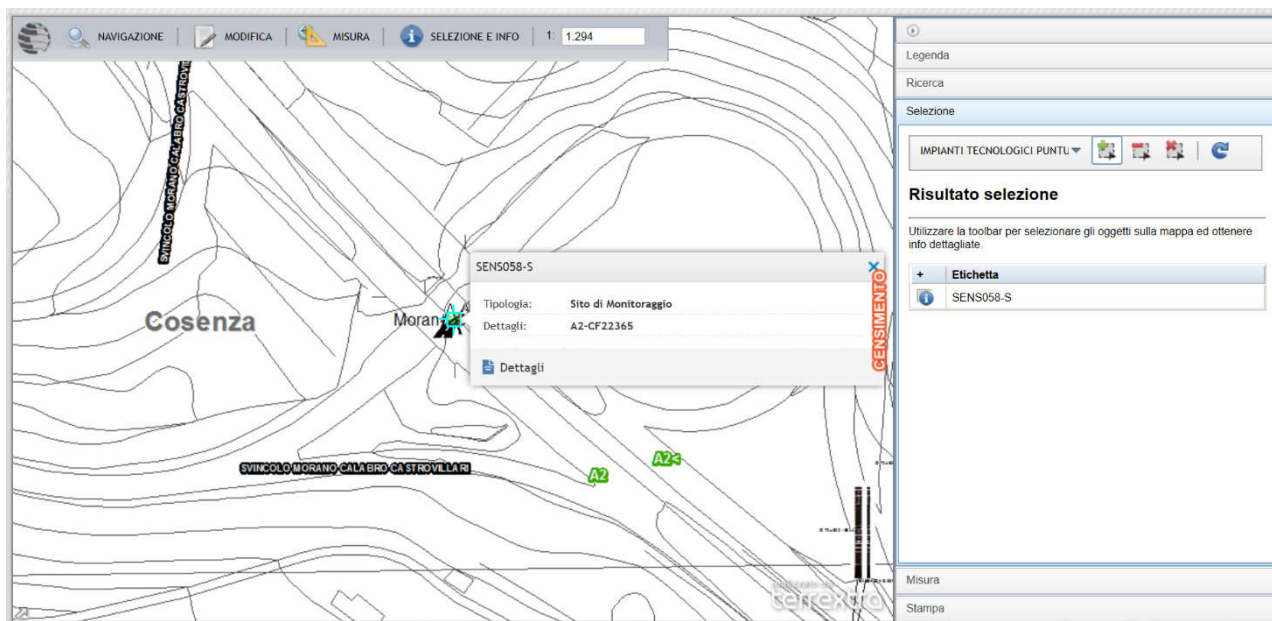 NAVIGAZIONE | MODIFICA | MISURA | SELEZIONE E INFO | 1: 1.294
SVINCOLO MORANO CALABRO CASTROVILL
Cosenza
Moran
SENS058-S
Tipologia: Sito di Monitoraggio
Dettagli: A2-CF22365
Dettagli
CENSIMENTO
SVINCOLO MORANO CALABRO CASTROVILLARI
A2
A2
terrextra
Legenda
Ricerca
Selezione
IMPIANTI TECNOLOGICI PUNTU
Risultato selezione
Utilizzare la toolbar per selezionare gli oggetti sulla mappa ed ottenere
info dettagliate.
+ Etichetta
SENS058-S
Misura
Stampa